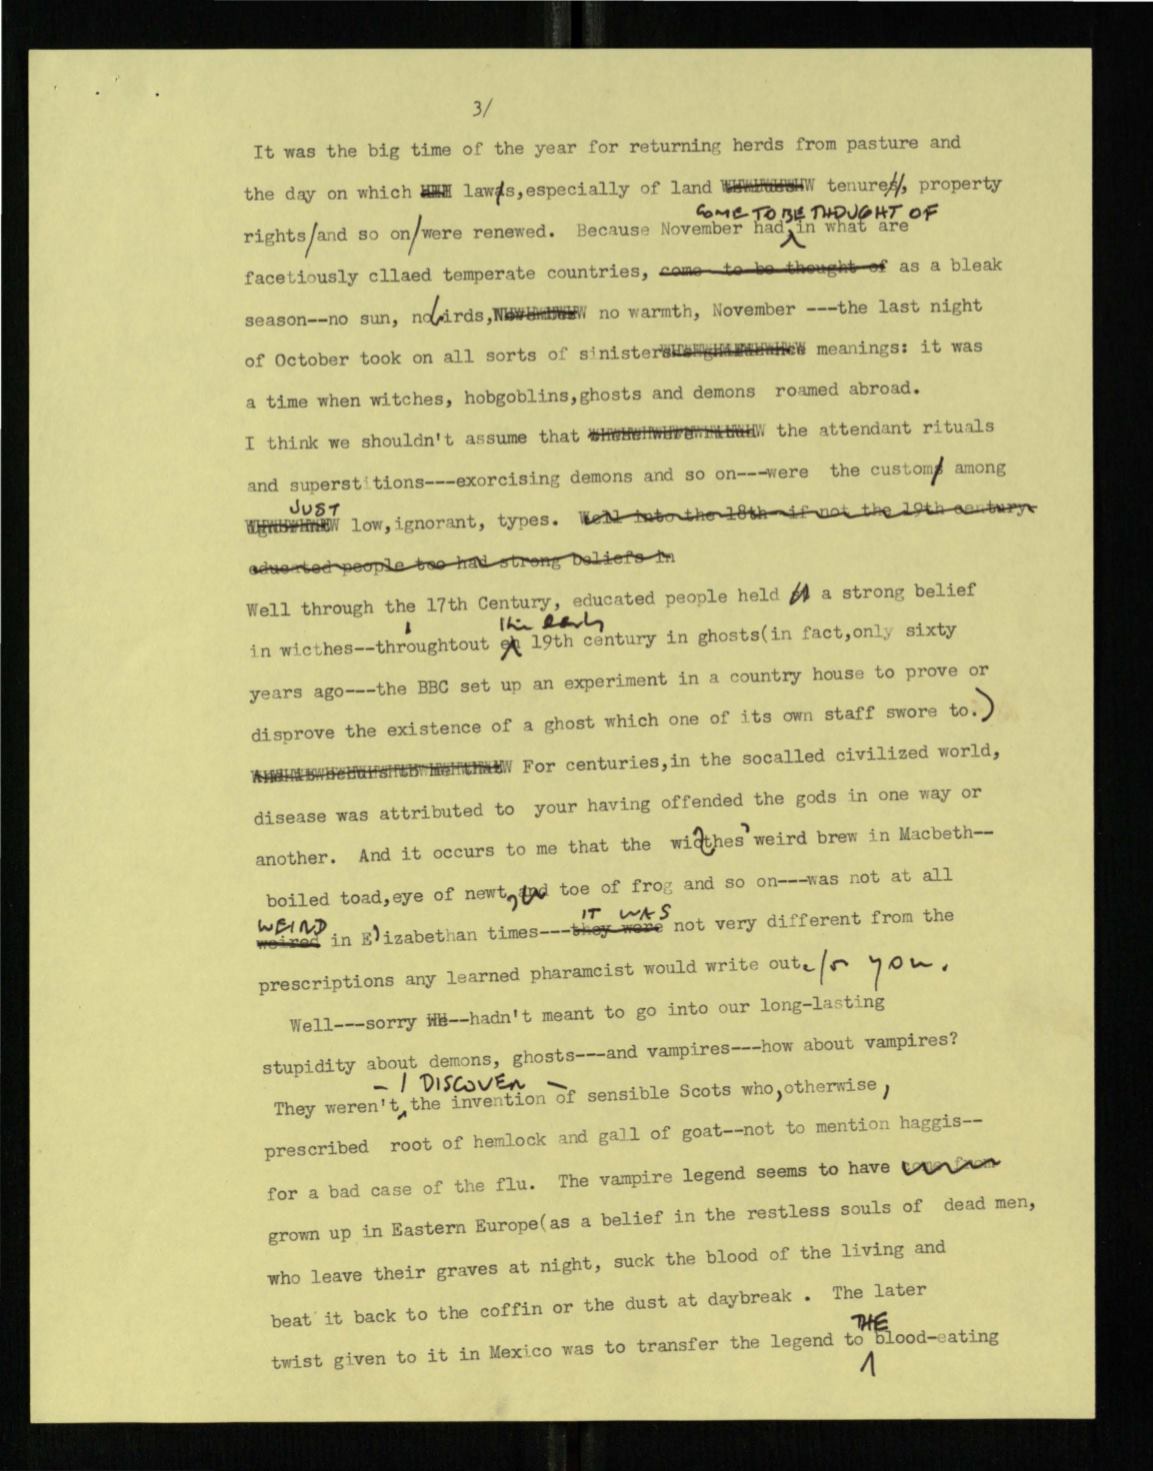 3/
It was the big time of the year for returning herds from pasture and
the day on which laws,especially of land tenure, property
COME TO BE THOUGHT OF
rights/and so on/were renewed. Because November had in what are
facetiously cllaed temperate countries, come to be thought of as a bleak
season--no sun, no birds, no warmth, November ---the last night
of October took on all sorts of sinister meanings: it was
a time when witches, hobgoblins,ghosts and demons roamed abroad.
I think we shouldn't assume that the attendant rituals
and superstitions---exorcising demons and so on---were the custom among
JUST
low,ignorant, types. Well into the 18th if not the 19th century
educated people too had strong beliefs in
Well through the 17th Century, educated people held a strong belief
the early
in wicthes--throughtout 19th century in ghosts(in fact,only sixty
years ago---the BBC set up an experiment in a country house to prove or
disprove the existence of a ghost which one of its own staff swore to.)
For centuries,in the socalled civilized world,
disease was attributed to your having offended the gods in one way or
another. And it occurs to me that the wicthes' weird brew in Macbeth--
boiled toad,eye of newt, and toe of frog and so on---was not at all
WEIRD IT WAS
weired in Elizabethan times---they were not very different from the
prescriptions any learned pharamcist would write out for you.
Well---sorry --hadn't meant to go into our long-lasting
stupidity about demons, ghosts---and vampires---how about vampires?
- I DISCOVER -
They weren't the invention of sensible Scots who,otherwise,
prescribed root of hemlock and gall of goat--not to mention haggis--
for a bad case of the flu. The vampire legend seems to have come from
grown up in Eastern Europe(as a belief in the restless souls of dead men,
who leave their graves at night, suck the blood of the living and
beat it back to the coffin or the dust at daybreak . The later
THE
twist given to it in Mexico was to transfer the legend to blood-eating